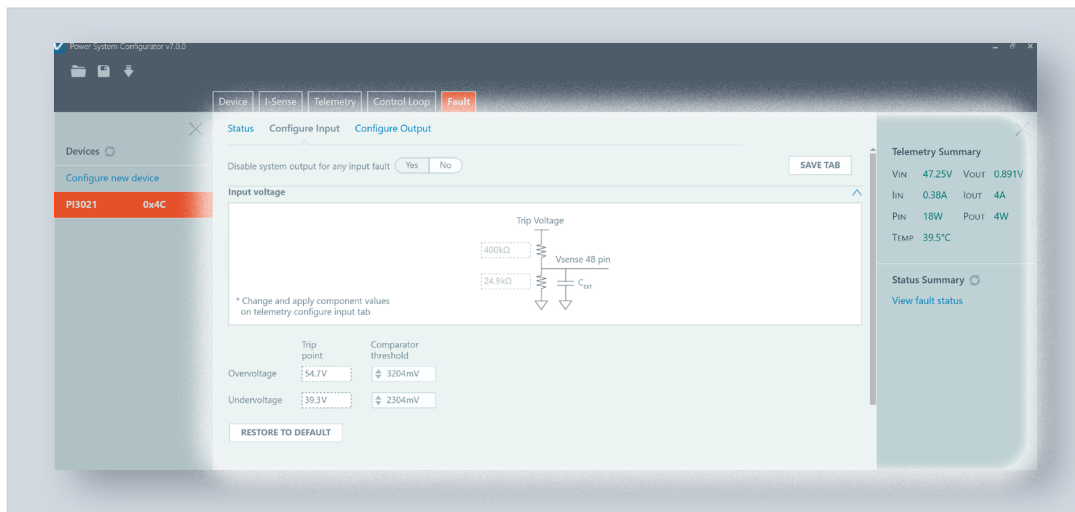 Power System Configurator v7.0.0
Device I-Sense Telemetry Control Loop Fault
Devices
Configure new device
PI3021 0x4C
Status Configure Input Configure Output
Disable system output for any input fault Yes No
SAVE TAB
Input voltage
Trip Voltage
400kΩ
Vsense 48 pin
24.9kΩ
CEXT
* Change and apply component values
on telemetry configure input tab
Trip point
Comparator threshold
Overvoltage 54.7V 3204mV
Undervoltage 39.3V 2304mV
RESTORE TO DEFAULT
Telemetry Summary
VIN 47.25V VOUT 0.891V
IIN 0.38A IOUT 4A
PIN 18W POUT 4W
TEMP 39.5°C
Status Summary
View fault status